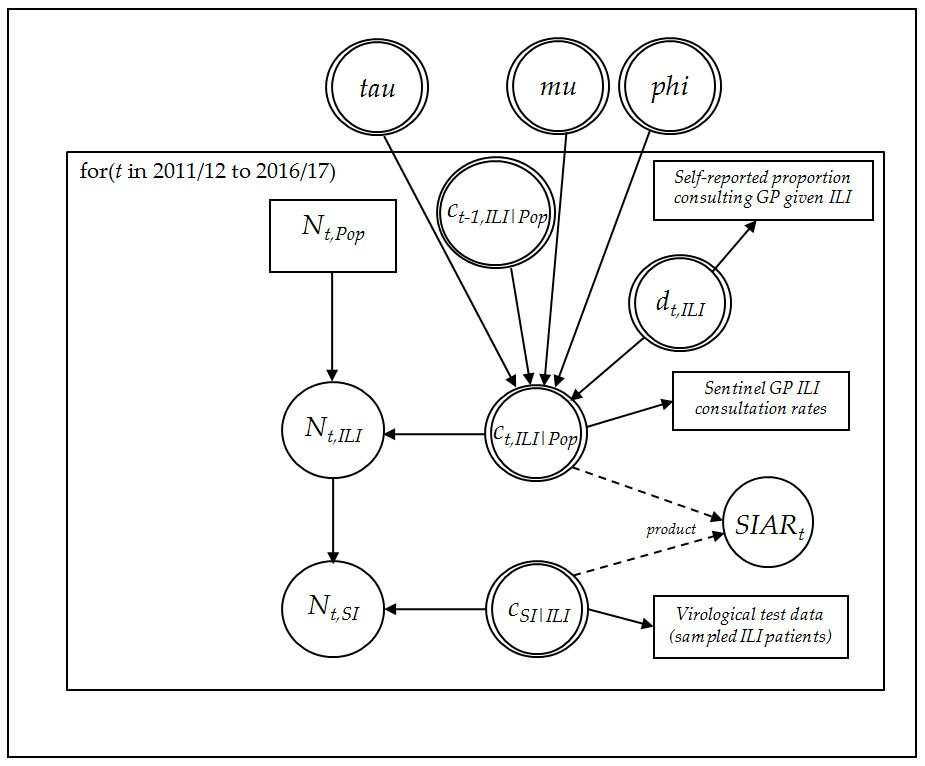 tau
mu
phi
for(t in 2011/12 to 2016/17)
Self-reported proportion
consulting GP given ILI
N_{t,Pop}
c_{t-1,ILI|Pop}
d_{t,ILI}
Sentinel GP ILI
consultation rates
N_{t,ILI}
c_{t,ILI|Pop}
product
SIAR_t
N_{t,SI}
c_{SI|ILI}
Virological test data
(sampled ILI patients)